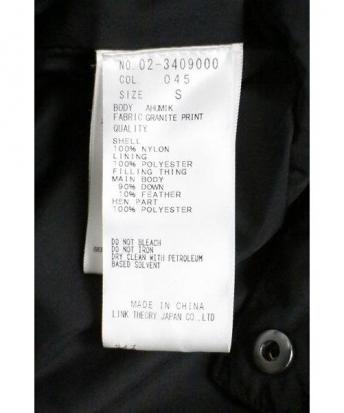 NO. 02-3409000
COL 045
SIZE S
BODY AHUMIK
FABRIC GRANITE PRINT
QUALITY
SHELL
100% NYLON
LINING
100% POLYESTER
FILLING THING
MAIN BODY
90% DOWN
10% FEATHER
HEN PART
100% POLYESTER
DO NOT BLEACH
DO NOT IRON
DRY CLEAN WITH PETROLEUM
BASED SOLVENT
MADE IN CHINA
LINK THEORY JAPAN CO.,LTD